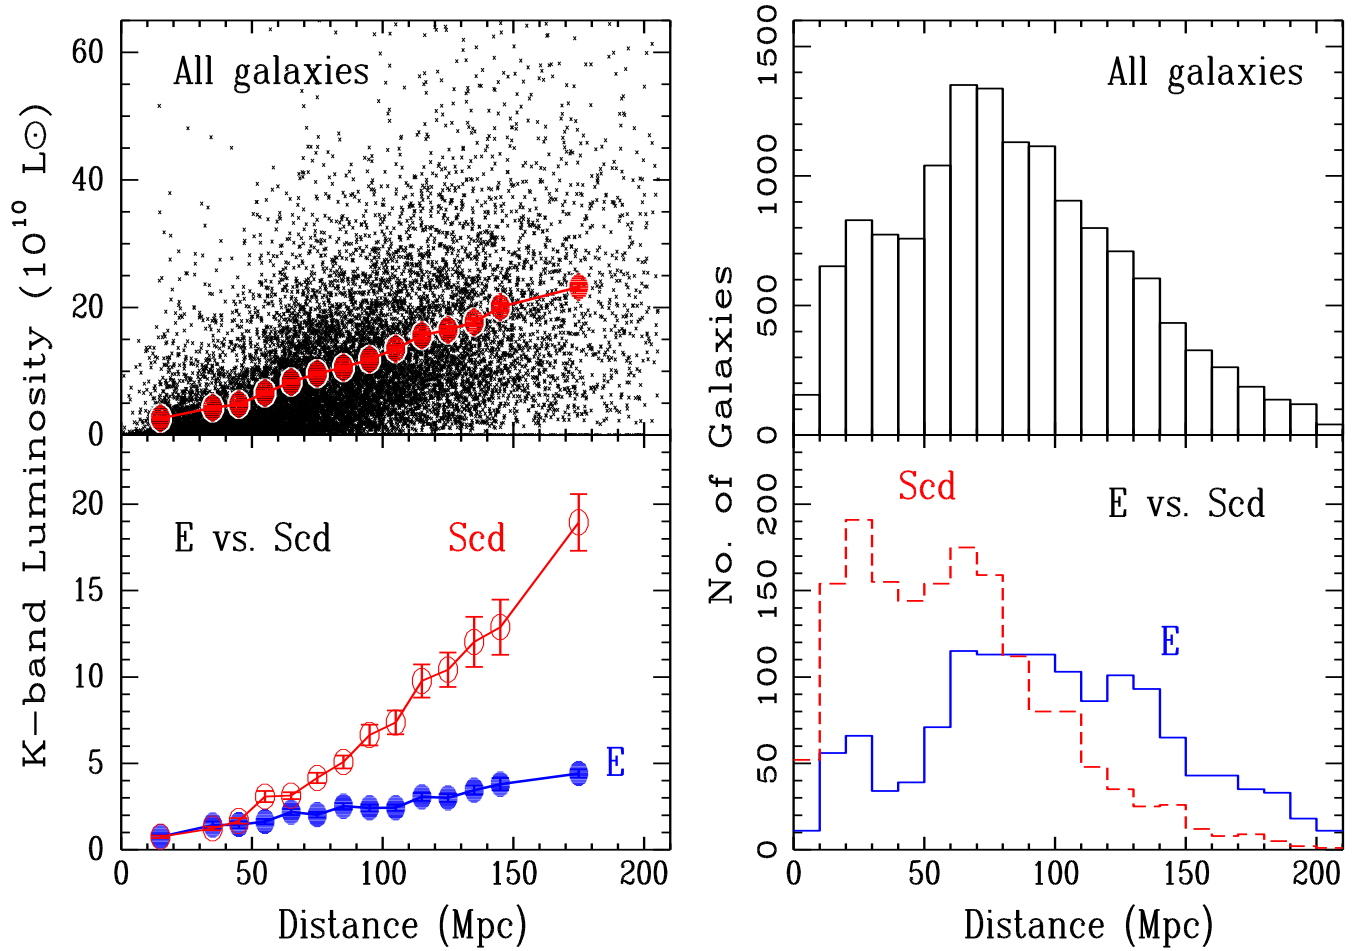 K-band Luminosity (10¹⁰ L⊙)
60
40
20
0
All galaxies
20
15
10
5
0
E vs. Scd
Scd
E
0 50 100 150 200
Distance (Mpc)
No. of Galaxies
1500
1000
500
0
All galaxies
200
150
100
50
0
Scd
E vs. Scd
E
0 50 100 150 200
Distance (Mpc)